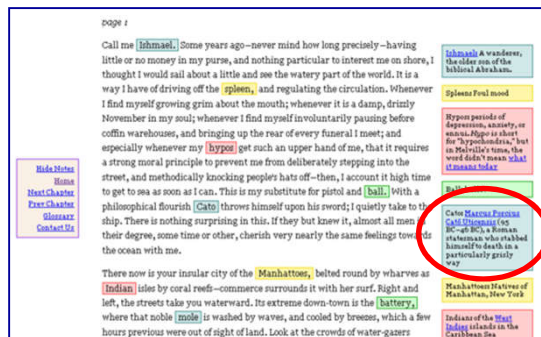 page 1
Call me Ishmael. Some years ago–never mind how long precisely–having
little or no money in my purse, and nothing particular to interest me on shore, I
thought I would sail about a little and see the watery part of the world. It is a
way I have of driving off the spleen, and regulating the circulation. Whenever
I find myself growing grim about the mouth; whenever it is a damp, drizzly
November in my soul; whenever I find myself involuntarily pausing before
coffin warehouses, and bringing up the rear of every funeral I meet; and
especially whenever my hypos get such an upper hand of me, that it requires
a strong moral principle to prevent me from deliberately stepping into the
street, and methodically knocking people's hats off–then, I account it high time
to get to sea as soon as I can. This is my substitute for pistol and ball. With a
philosophical flourish Cato throws himself upon his sword; I quietly take to the
ship. There is nothing surprising in this. If they but knew it, almost all men in
their degree, some time or other, cherish very nearly the same feelings towards
the ocean with me.
There now is your insular city of the Manhattoes, belted round by wharves as
Indian isles by coral reefs–commerce surrounds it with her surf. Right and
left, the streets take you waterward. Its extreme down-town is the battery,
where that noble mole is washed by waves, and cooled by breezes, which a few
hours previous were out of sight of land. Look at the crowds of water-gazers
Hide Notes
Home
Next Chapter
Prev Chapter
Glossary
Contact Us
Ishmael: A wanderer,
the older son of the
biblical Abraham.
Spleen: Foul mood
Hypos: periods of
depression, anxiety, or
ennui. Hypo is short
for "hypochondria," but
in Melville's time, the
word didn't mean what
it means today
Cato: Marcus Porcius
Cato Uticensis (95
BC–46 BC), a Roman
statesman who stabbed
himself to death in a
particularly grisly
way
Manhattoes: Natives of
Manhattan, New York
Indian: of the West
Indies islands in the
Caribbean Sea